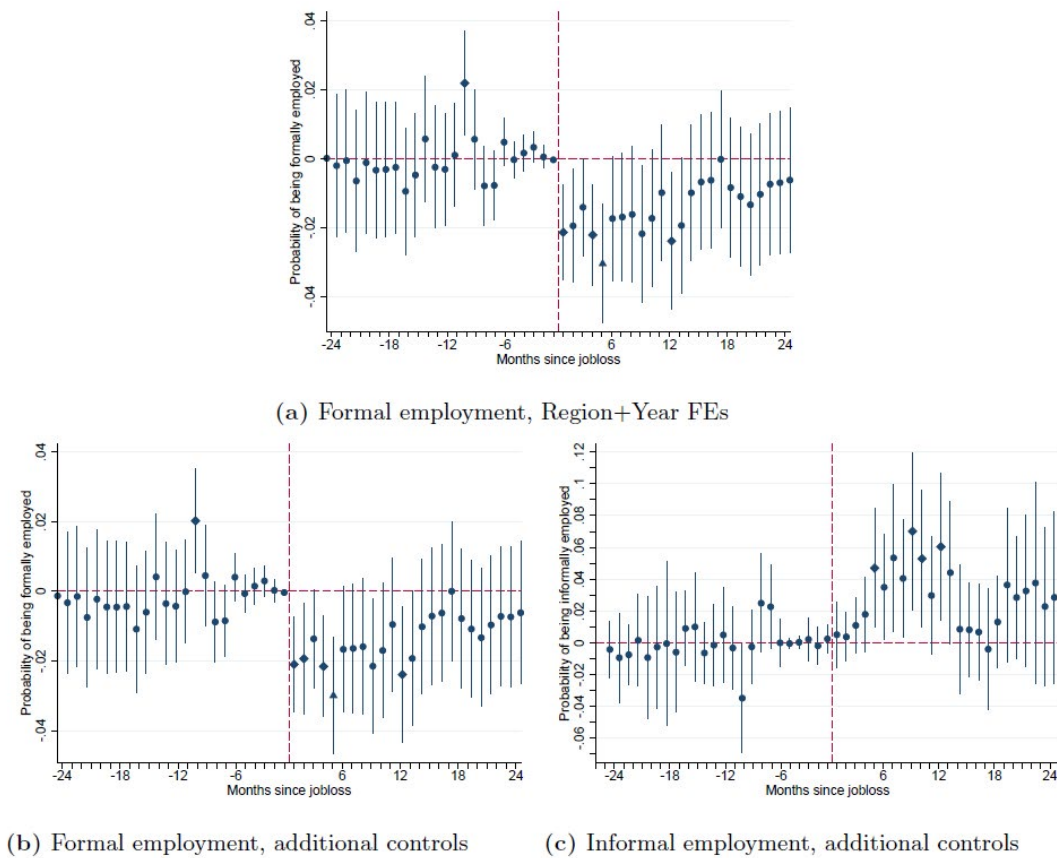 .04
.02
0
-.02
-.04
Probability of being formally employed
-24 -18 -12 -6 6 12 18 24
Months since jobloss
(a) Formal employment, Region+Year FEs
.04
.02
0
-.02
-.04
Probability of being formally employed
-24 -18 -12 -6 6 12 18 24
Months since jobloss
.12
.1
.08
.06
.04
.02
0
-.02
-.04
-.06
Probability of being informally employed
-24 -18 -12 -6 6 12 18 24
Months since jobloss
(b) Formal employment, additional controls
(c) Informal employment, additional controls